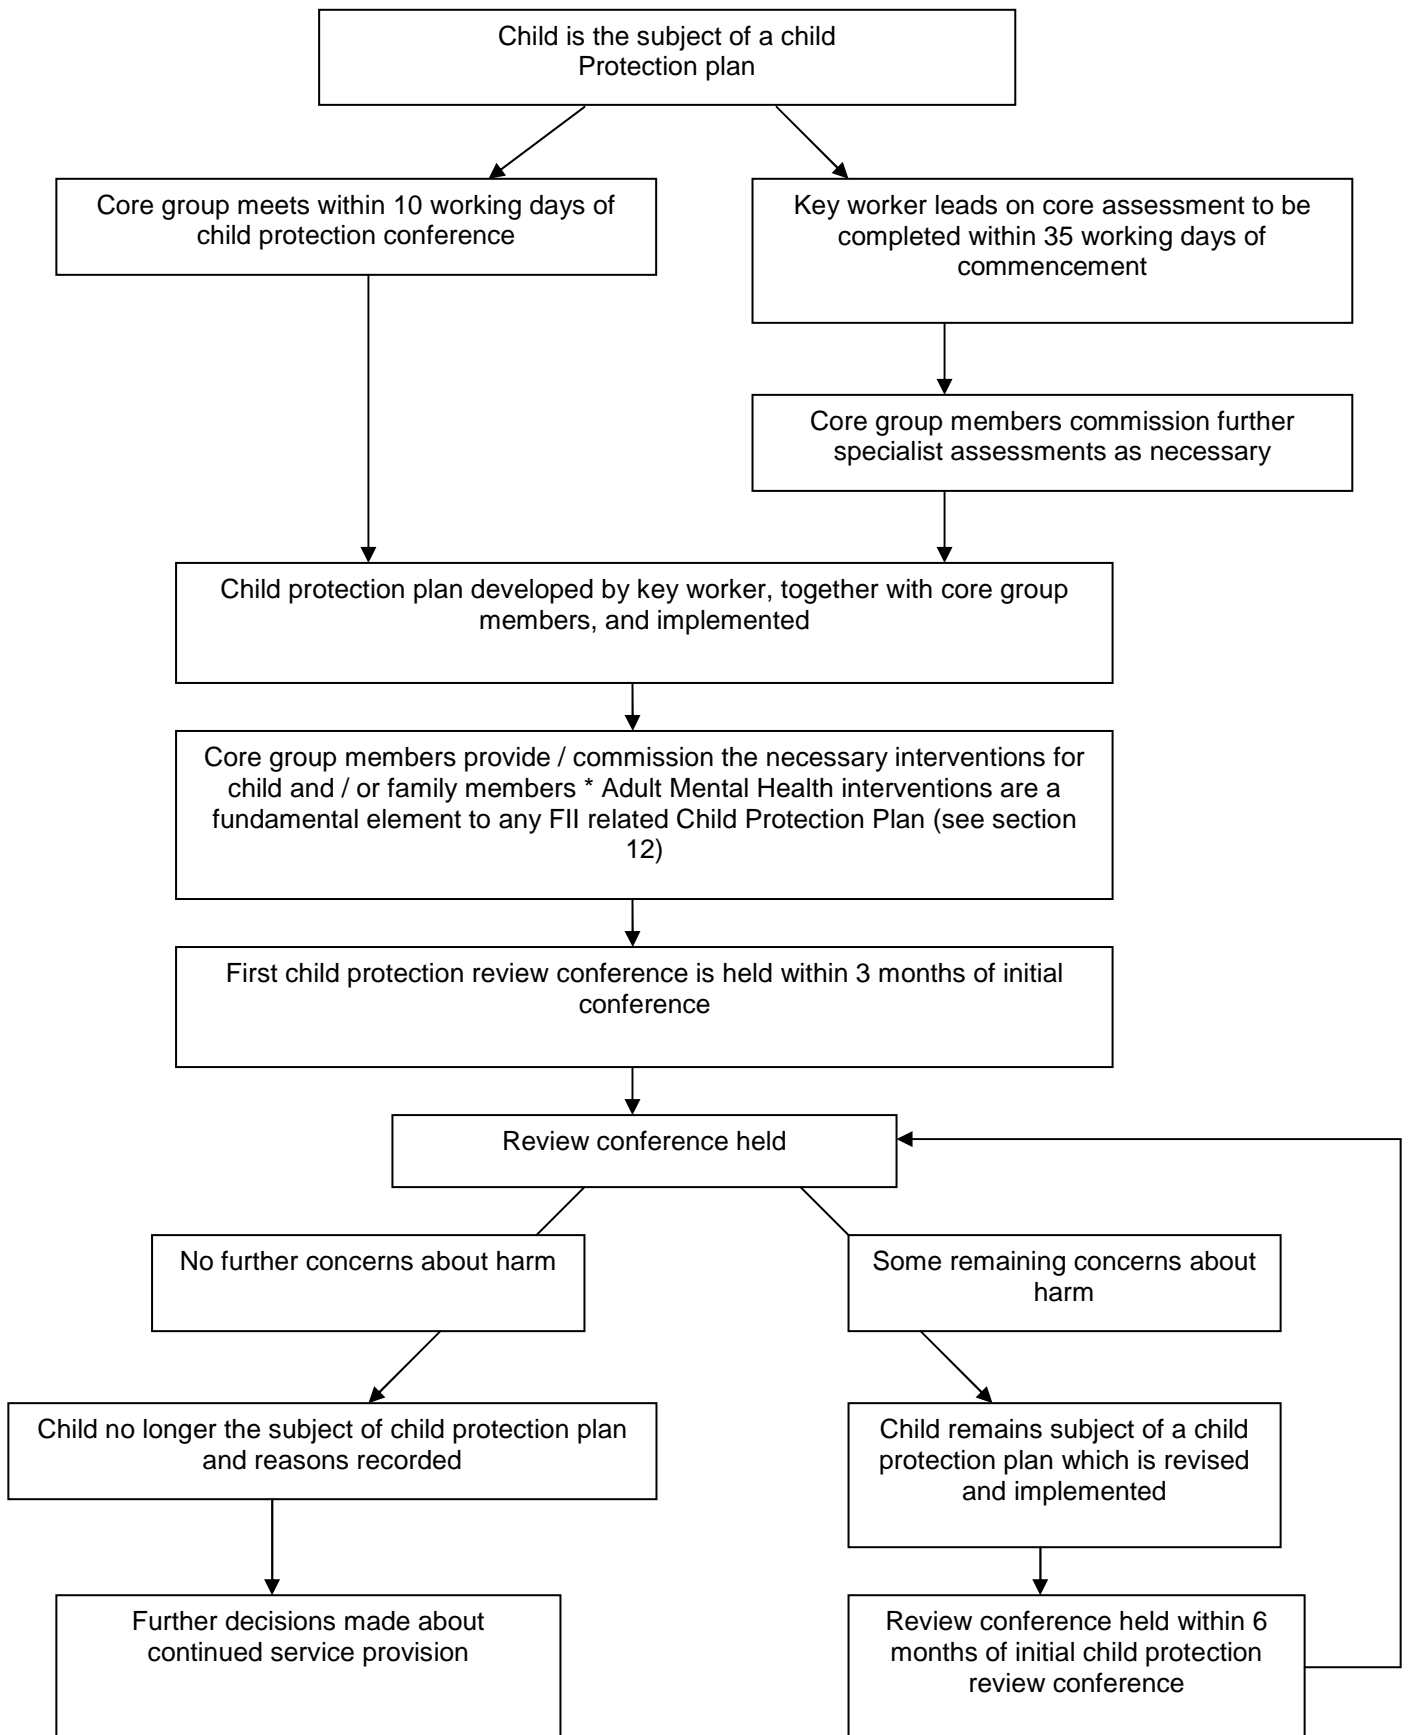 Child is the subject of a child
Protection plan
Core group meets within 10 working days of
child protection conference
Key worker leads on core assessment to be
completed within 35 working days of
commencement
Core group members commission further
specialist assessments as necessary
Child protection plan developed by key worker, together with core group
members, and implemented
Core group members provide / commission the necessary interventions for
child and / or family members * Adult Mental Health interventions are a
fundamental element to any FII related Child Protection Plan (see section
12)
First child protection review conference is held within 3 months of initial
conference
Review conference held
No further concerns about harm
Some remaining concerns about
harm
Child no longer the subject of child protection plan
and reasons recorded
Child remains subject of a child
protection plan which is revised
and implemented
Further decisions made about
continued service provision
Review conference held within 6
months of initial child protection
review conference